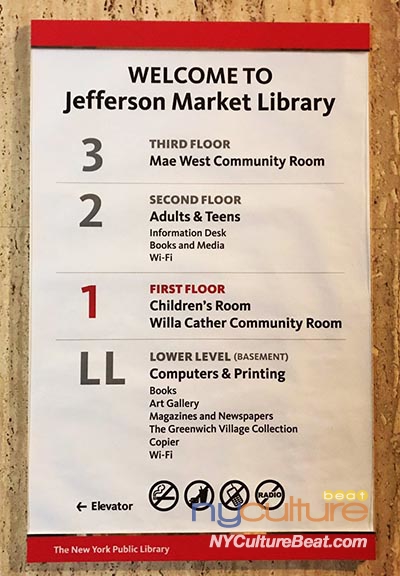 WELCOME TO
Jefferson Market Library
3
THIRD FLOOR
Mae West Community Room
2
SECOND FLOOR
Adults & Teens
Information Desk
Books and Media
Wi-Fi
1
FIRST FLOOR
Children's Room
Willa Cather Community Room
LL
LOWER LEVEL (BASEMENT)
Computers & Printing
Books
Art Gallery
Magazines and Newspapers
The Greenwich Village Collection
Copier
Wi-Fi
← Elevator
RADIO
beat
nyculture
NYCultureBeat.com
The New York Public Library